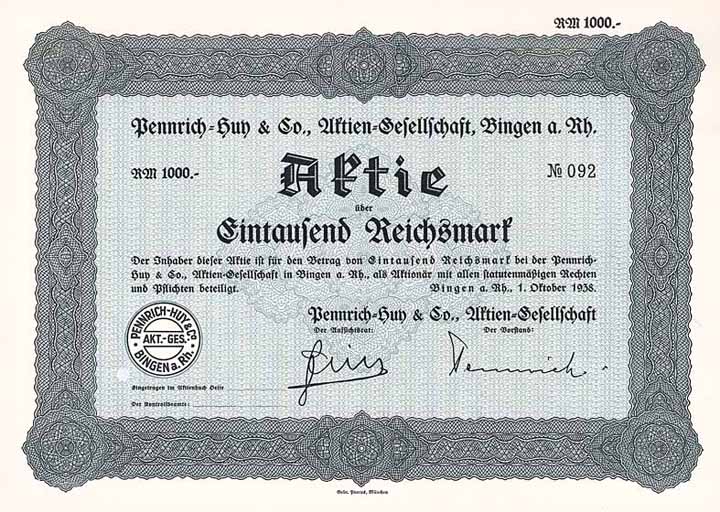 RM 1000.-
Pennrich-Huy & Co., Aktien-Gesellschaft, Bingen a. Rh.
RM 1000.-
Aktie
№ 092
über
Eintausend Reichsmark
Der Inhaber dieser Aktie ist für den Betrag von Eintausend Reichsmark bei der Pennrich-
Huy & Co., Aktien-Gesellschaft in Bingen a. Rh., als Aktionär mit allen statutenmäßigen Rechten
und Pflichten beteiligt.
Bingen a. Rh., 1. Oktober 1938.
Pennrich-Huy & Co., Aktien-Gesellschaft
Der Aufsichtsrat:
Der Vorstand:
PENNRICH-HUY & Co
AKT.-GES.
BINGEN a. Rh.
Pennrich
Eingetragen im Aktienbuch Seite
Der Kontrollbeamte: